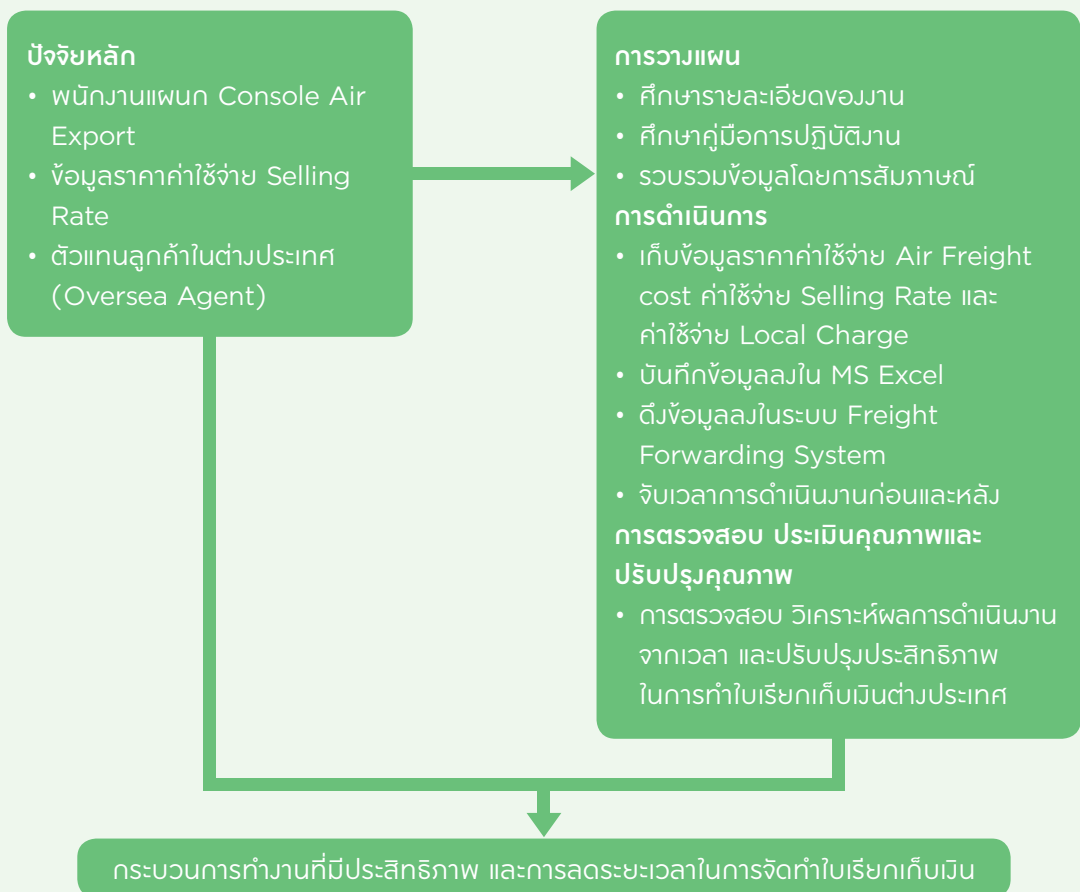 ปัจจัยหลัก
• พนักงานแผนก Console Air
Export
• ข้อมูลราคาค่าใช้จ่าย Selling
Rate
• ตัวแทนลูกค้าในต่างประเทศ
(Oversea Agent)
การวางแผน
• ศึกษารายละเอียดของงาน
• ศึกษาคู่มือการปฏิบัติงาน
• รวบรวมข้อมูลโดยการสัมภาษณ์
การดำเนินการ
• เก็บข้อมูลราคาค่าใช้จ่าย Air Freight
cost ค่าใช้จ่าย Selling Rate และ
ค่าใช้จ่าย Local Charge
• บันทึกข้อมูลลงใน MS Excel
• ดึงข้อมูลลงในระบบ Freight
Forwarding System
• จับเวลาการดำเนินงานก่อนและหลัง
การตรวจสอบ ประเมินคุณภาพและ
ปรับปรุงคุณภาพ
• การตรวจสอบ วิเคราะห์ผลการดำเนินงาน
จากเวลา และปรับปรุงประสิทธิภาพ
ในการทำใบเรียกเก็บเงินต่างประเทศ
กระบวนการทำงานที่มีประสิทธิภาพ และการลดระยะเวลาในการจัดทำใบเรียกเก็บเงิน